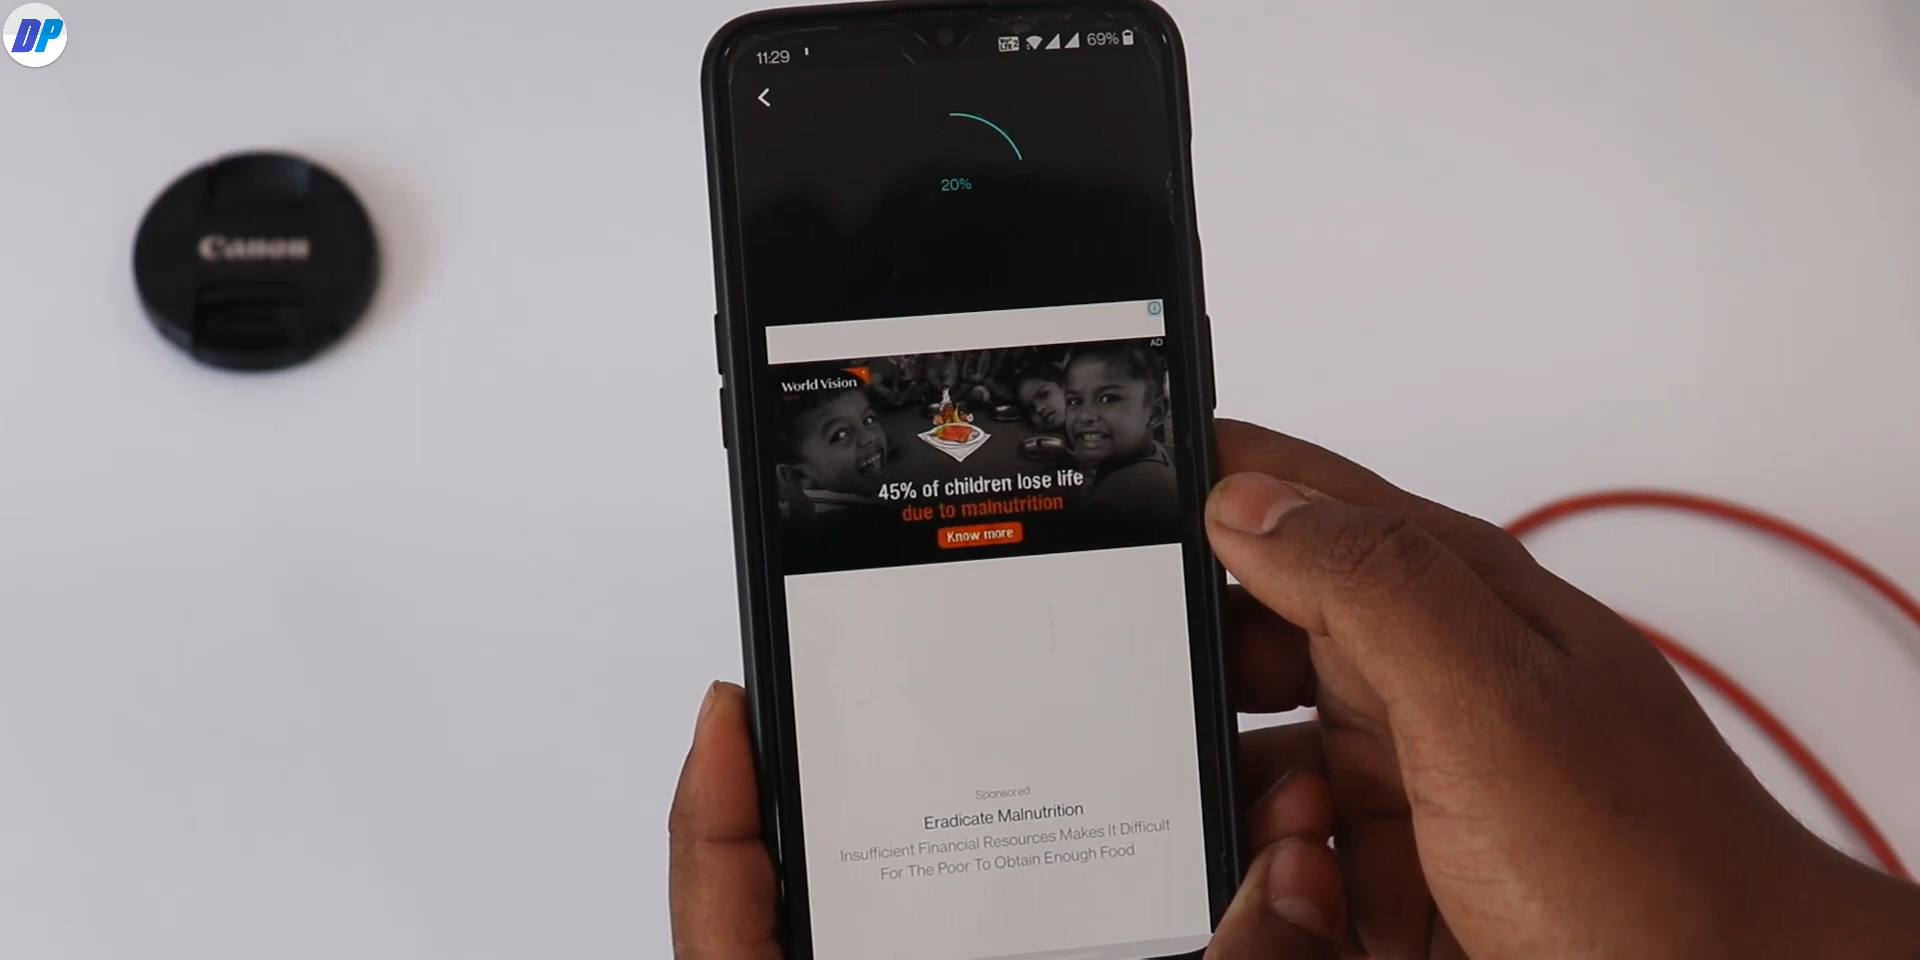 DP
11:29
69%
20%
AD
World Vision
45% of children lose life
due to malnutrition
Know more
Sponsored
Eradicate Malnutrition
Insufficient Financial Resources Makes It Difficult
For The Poor To Obtain Enough Food
Canon